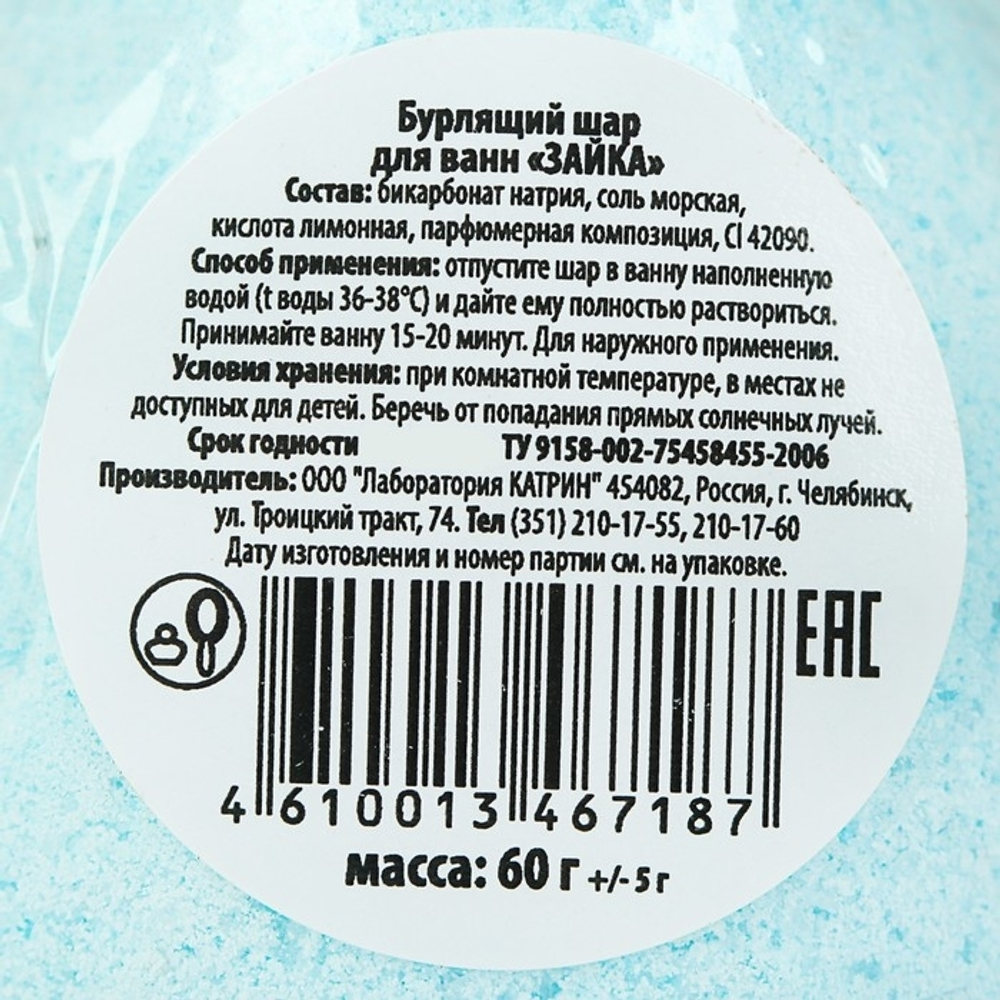 Бурлящий шар
для ванн «ЗАЙКА»
Состав: бикарбонат натрия, соль морская,
кислота лимонная, парфюмерная композиция, CI 42090.
Способ применения: отпустите шар в ванну наполненную
водой (t воды 36-38°С) и дайте ему полностью раствориться.
Принимайте ванну 15-20 минут. Для наружного применения.
Условия хранения: при комнатной температуре, в местах не
доступных для детей. Беречь от попадания прямых солнечных лучей.
Срок годности ТУ 9158-002-75458455-2006
Производитель: ООО "Лаборатория КАТРИН" 454082, Россия, г. Челябинск,
ул. Троицкий тракт, 74. Тел (351) 210-17-55, 210-17-60
Дату изготовления и номер партии см. на упаковке.
EAC
4 610013 467187
масса: 60 г +/- 5 г